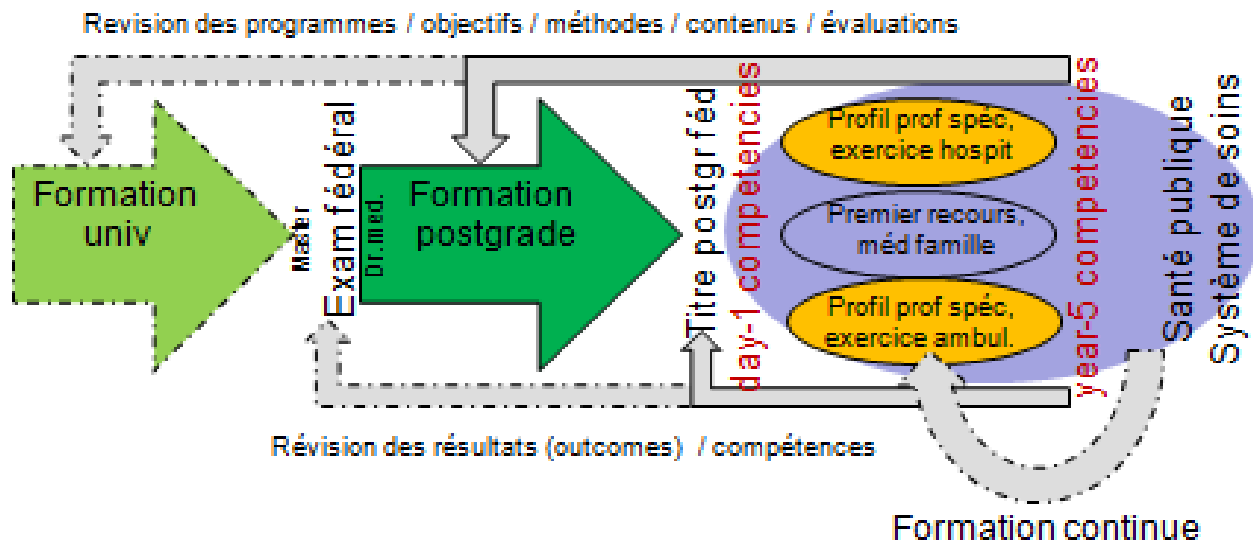 Revision des programmes / objectifs / méthodes / contenus / évaluations
Formation
univ
Master
Exam fédéral
Dr.med.
Formation
postgrade
Titre postgrféd
day-1 competencies
Profil prof spéc,
exercice hospit
Premier recours,
méd famille
Profil prof spéc,
exercice ambul.
year-5 competencies
Santé publique
Système de soins
Révision des résultats (outcomes) / compétences
Formation continue